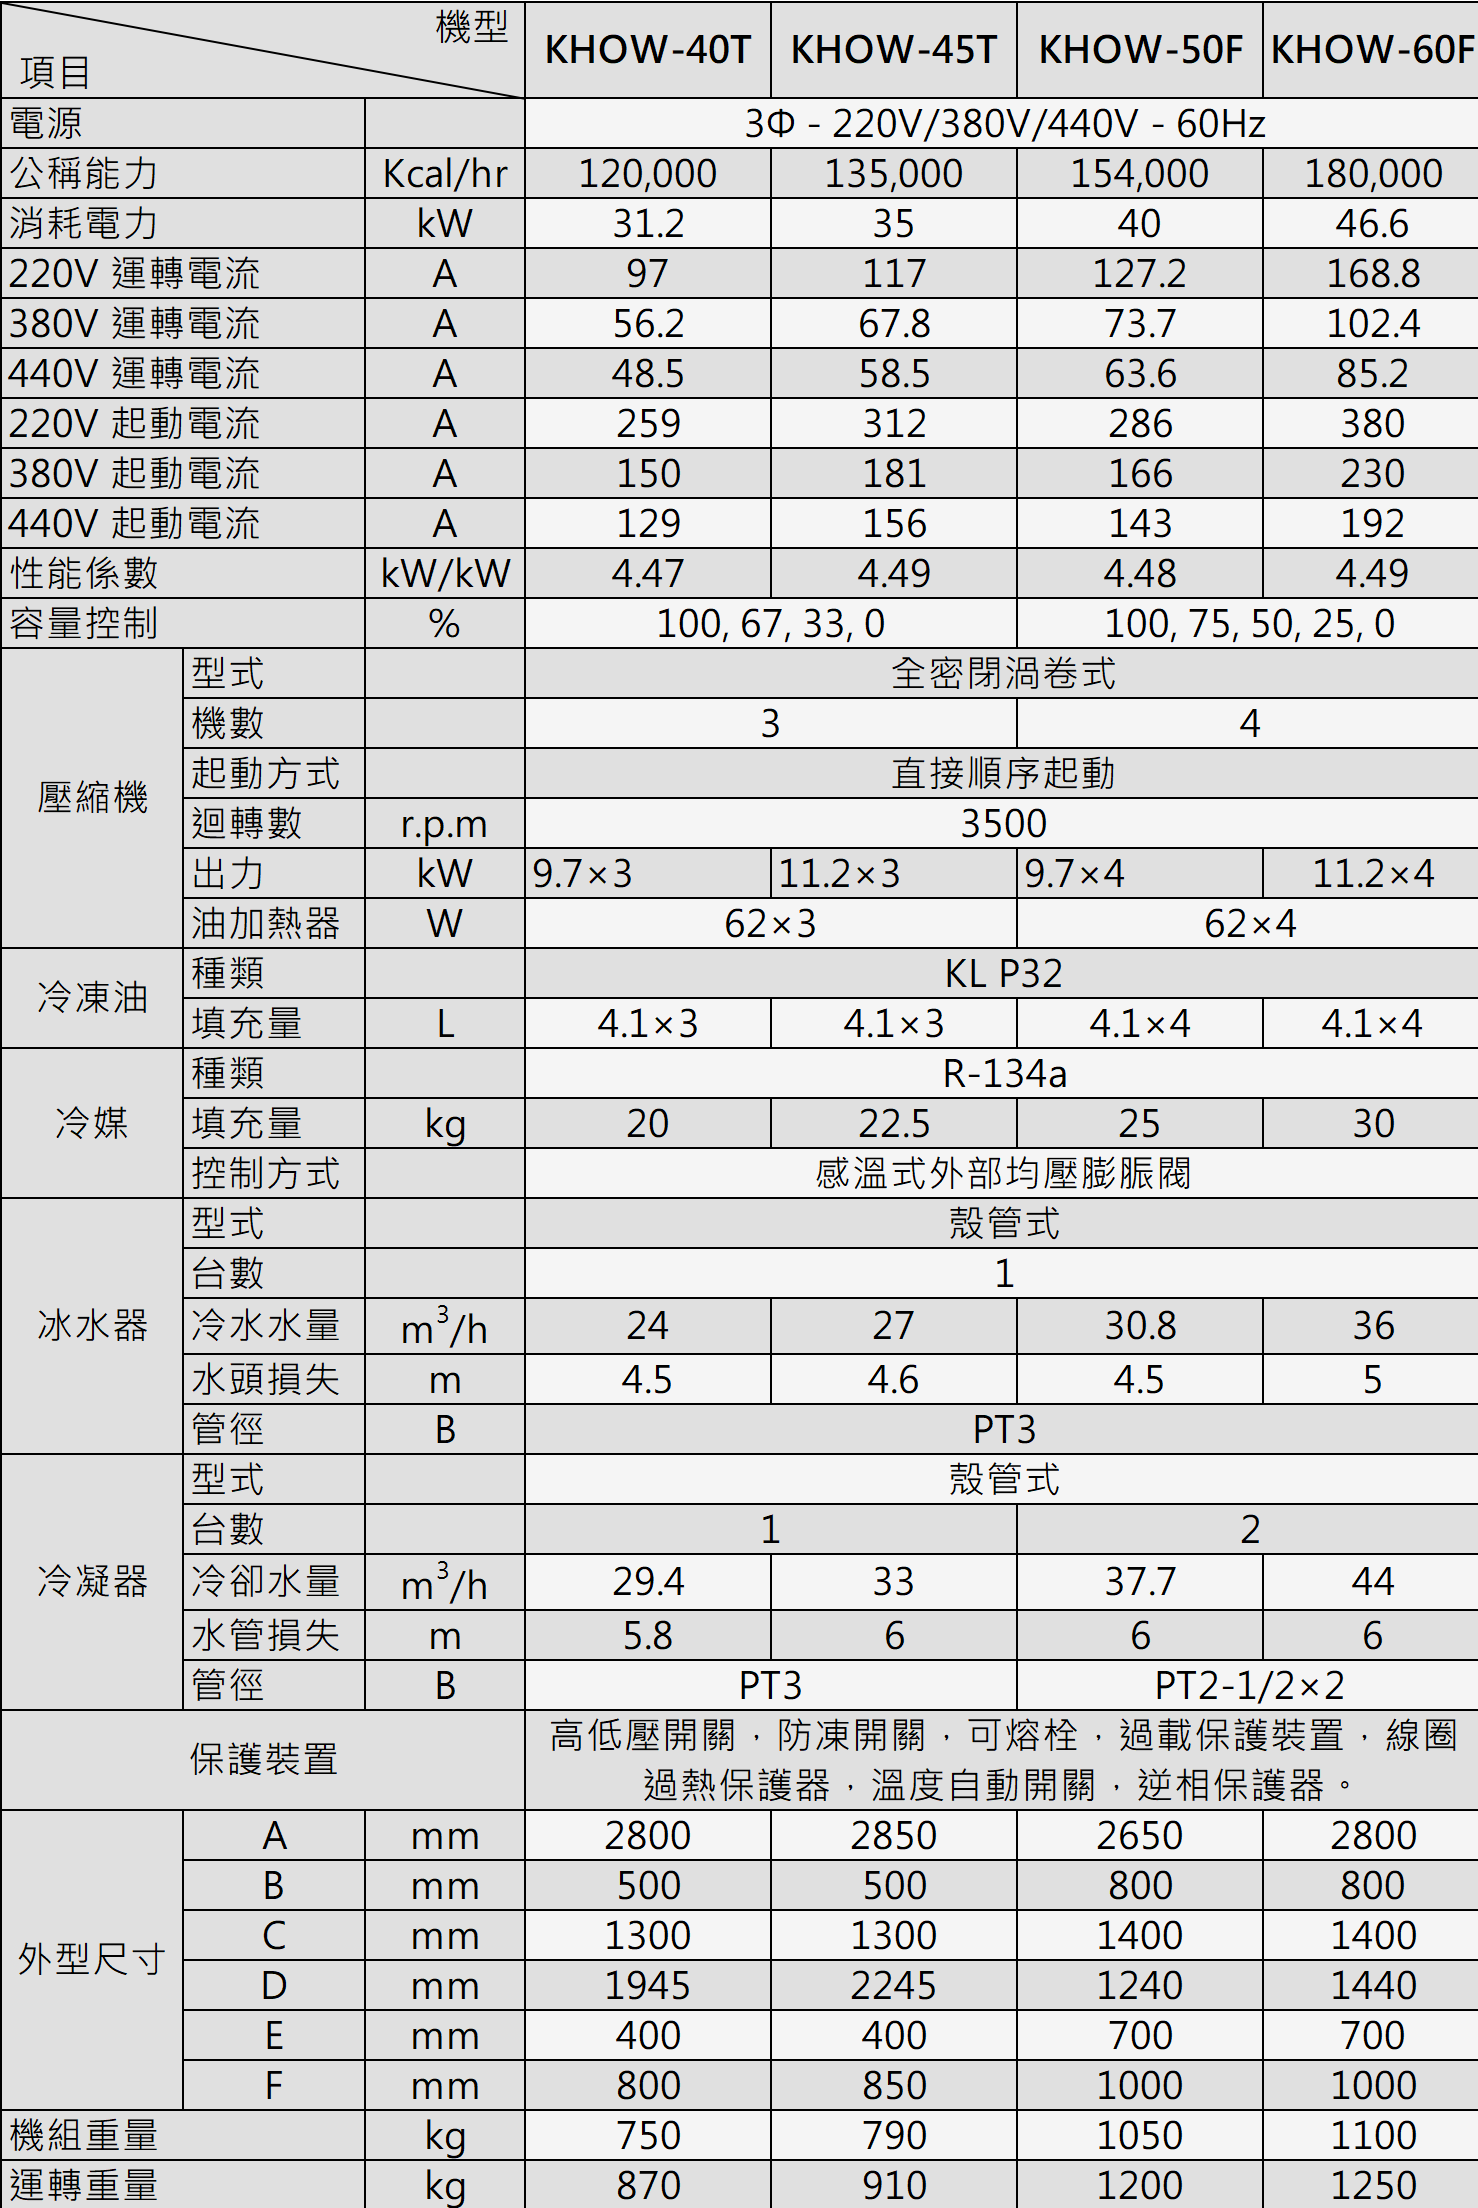 機型
項目
KHOW-40T KHOW-45T KHOW-50F KHOW-60F
電源 3Φ - 220V/380V/440V - 60Hz
公稱能力 Kcal/hr 120,000 135,000 154,000 180,000
消耗電力 kW 31.2 35 40 46.6
220V 運轉電流 A 97 117 127.2 168.8
380V 運轉電流 A 56.2 67.8 73.7 102.4
440V 運轉電流 A 48.5 58.5 63.6 85.2
220V 起動電流 A 259 312 286 380
380V 起動電流 A 150 181 166 230
440V 起動電流 A 129 156 143 192
性能係數 kW/kW 4.47 4.49 4.48 4.49
容量控制 % 100, 67, 33, 0 100, 75, 50, 25, 0
壓縮機
型式 全密閉渦卷式
機數 3 4
起動方式 直接順序起動
迴轉數 r.p.m 3500
出力 kW 9.7×3 11.2×3 9.7×4 11.2×4
油加熱器 W 62×3 62×4
冷凍油
種類 KL P32
填充量 L 4.1×3 4.1×3 4.1×4 4.1×4
冷媒
種類 R-134a
填充量 kg 20 22.5 25 30
控制方式 感溫式外部均壓膨脹閥
冰水器
型式 殼管式
台數 1
冷水水量 m³/h 24 27 30.8 36
水頭損失 m 4.5 4.6 4.5 5
管徑 B PT3
冷凝器
型式 殼管式
台數 1 2
冷卻水量 m³/h 29.4 33 37.7 44
水管損失 m 5.8 6 6 6
管徑 B PT3 PT2-1/2×2
保護裝置
高低壓開關，防凍開關，可熔栓，過載保護裝置，線圈
過熱保護器，溫度自動開關，逆相保護器。
外型尺寸
A mm 2800 2850 2650 2800
B mm 500 500 800 800
C mm 1300 1300 1400 1400
D mm 1945 2245 1240 1440
E mm 400 400 700 700
F mm 800 850 1000 1000
機組重量 kg 750 790 1050 1100
運轉重量 kg 870 910 1200 1250